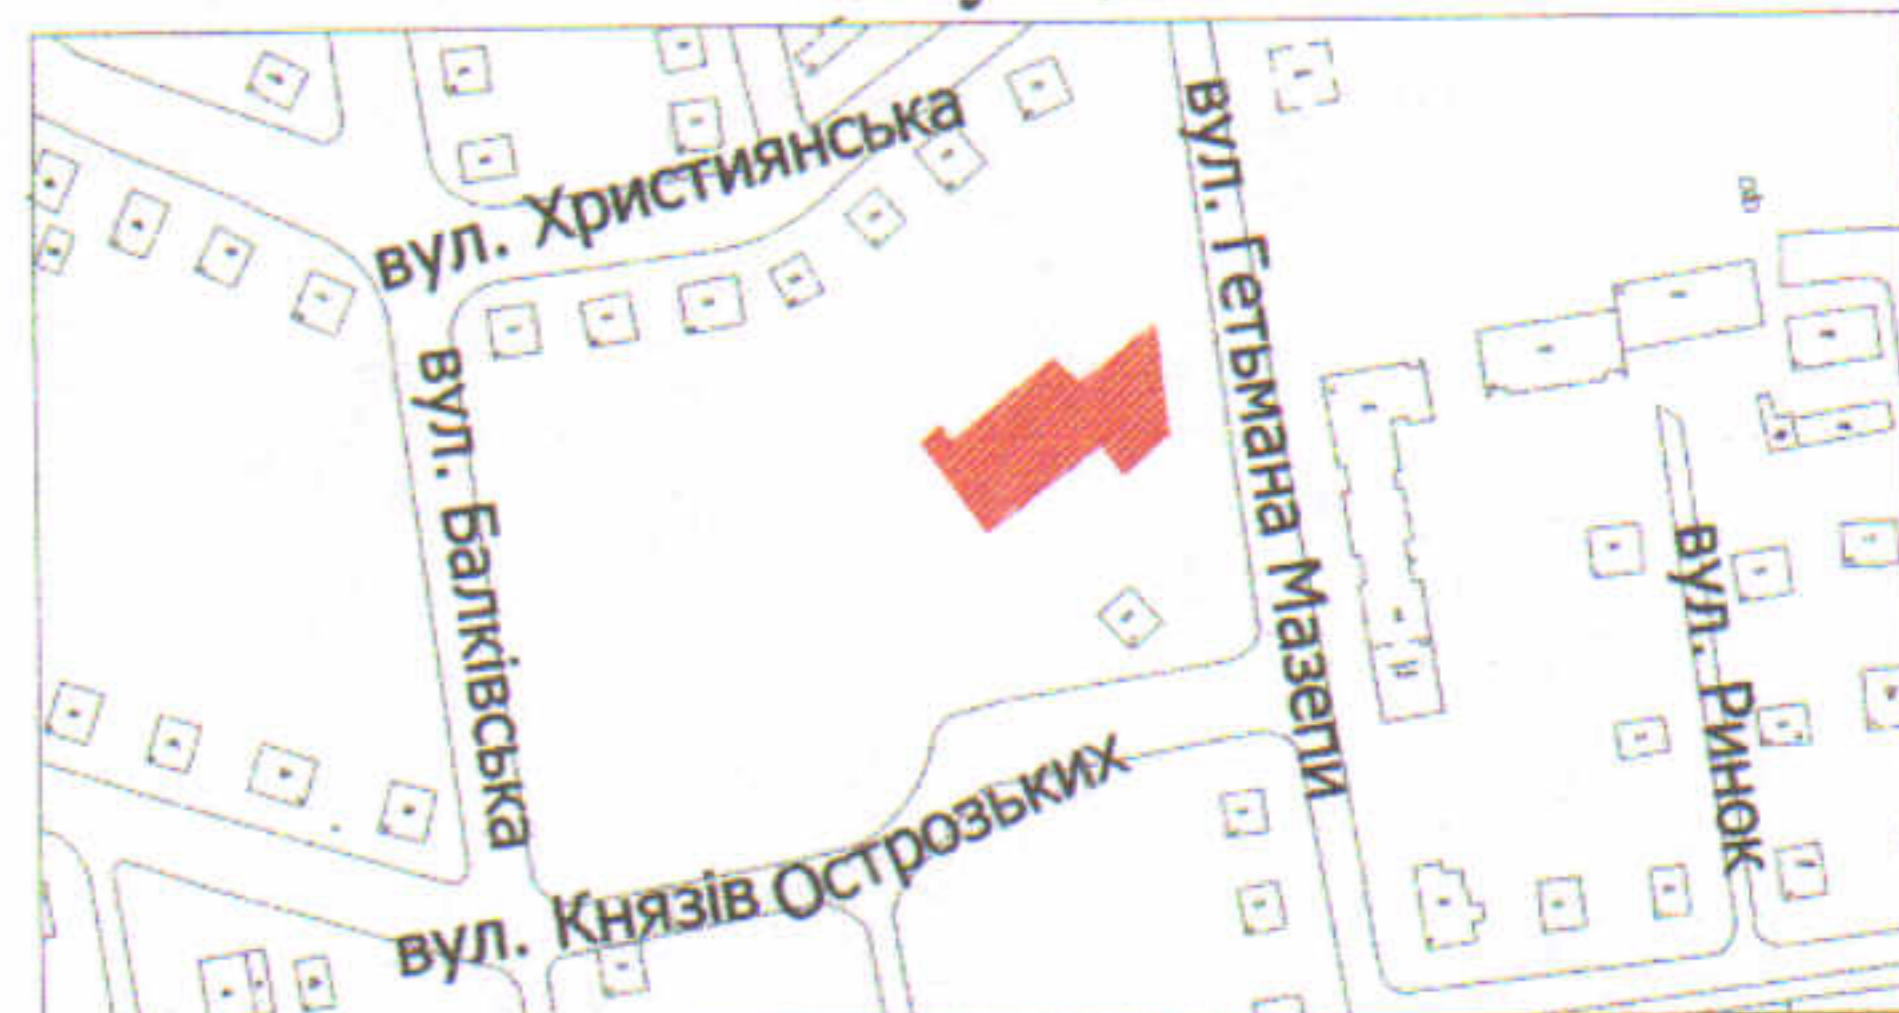 вул. Християнська
вул. Гетьмана Мазепи
вул. Балківська
вул. Ринок
вул. Князів Острозьких